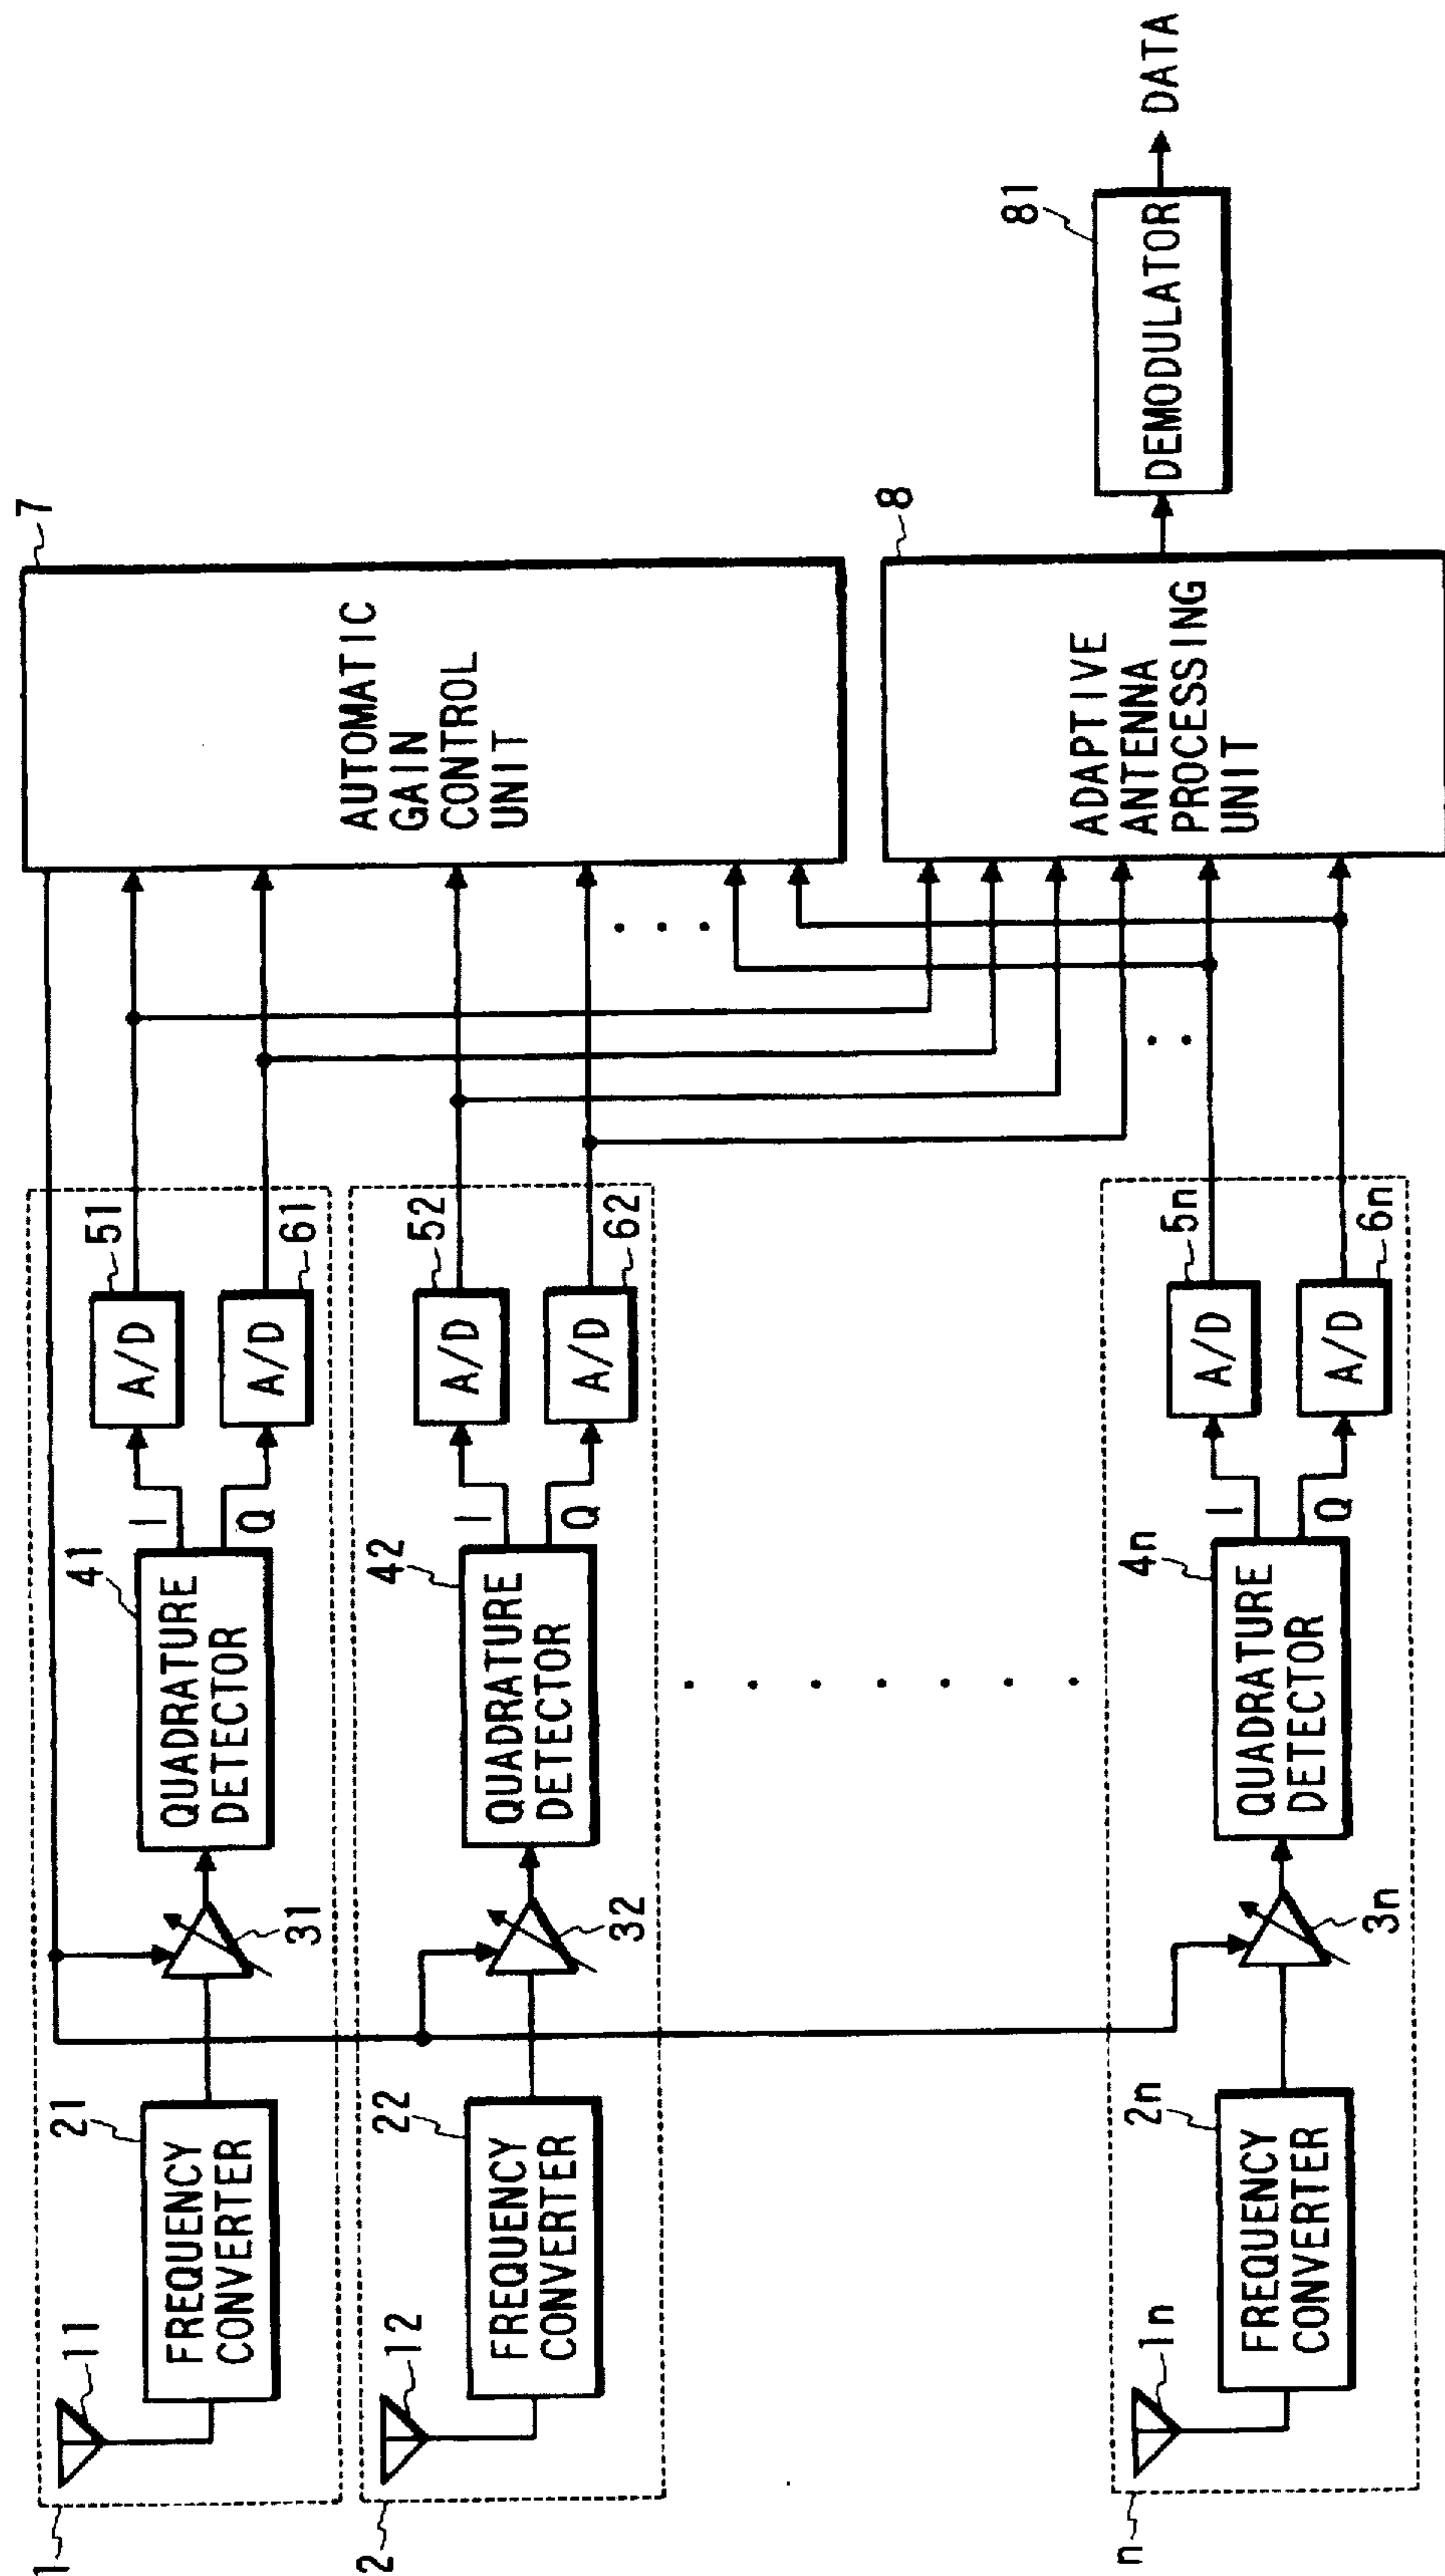 1
11
21
FREQUENCY
CONVERTER
31
41
QUADRATURE
DETECTOR
I
Q
51
A/D
61
A/D
2
12
22
FREQUENCY
CONVERTER
32
42
QUADRATURE
DETECTOR
I
Q
52
A/D
62
A/D
n
1n
2n
FREQUENCY
CONVERTER
3n
4n
QUADRATURE
DETECTOR
I
Q
5n
A/D
6n
A/D
7
AUTOMATIC
GAIN
CONTROL
UNIT
8
ADAPTIVE
ANTENNA
PROCESSING
UNIT
81
DEMODULATOR
DATA